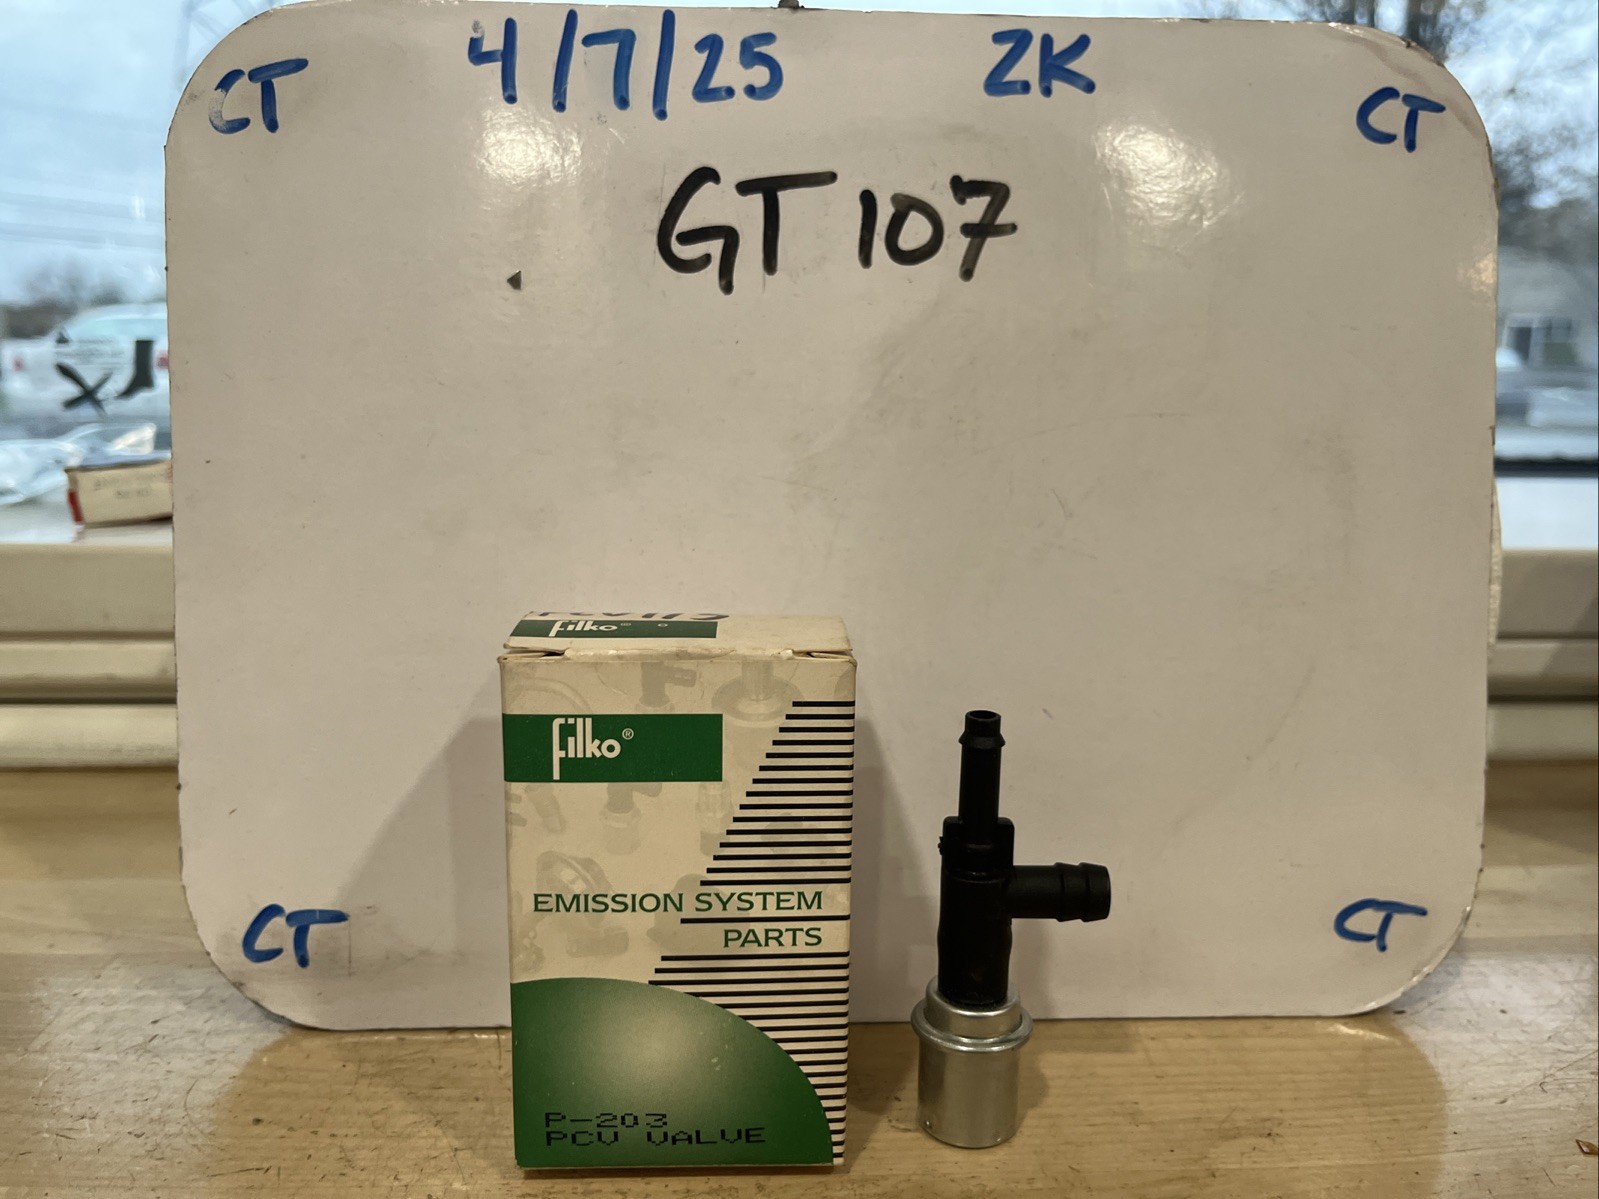 CT 4/7/25 ZK CT
GT 107
filko®
filko®
EMISSION SYSTEM
PARTS
P-203
PCV VALVE
CT CT